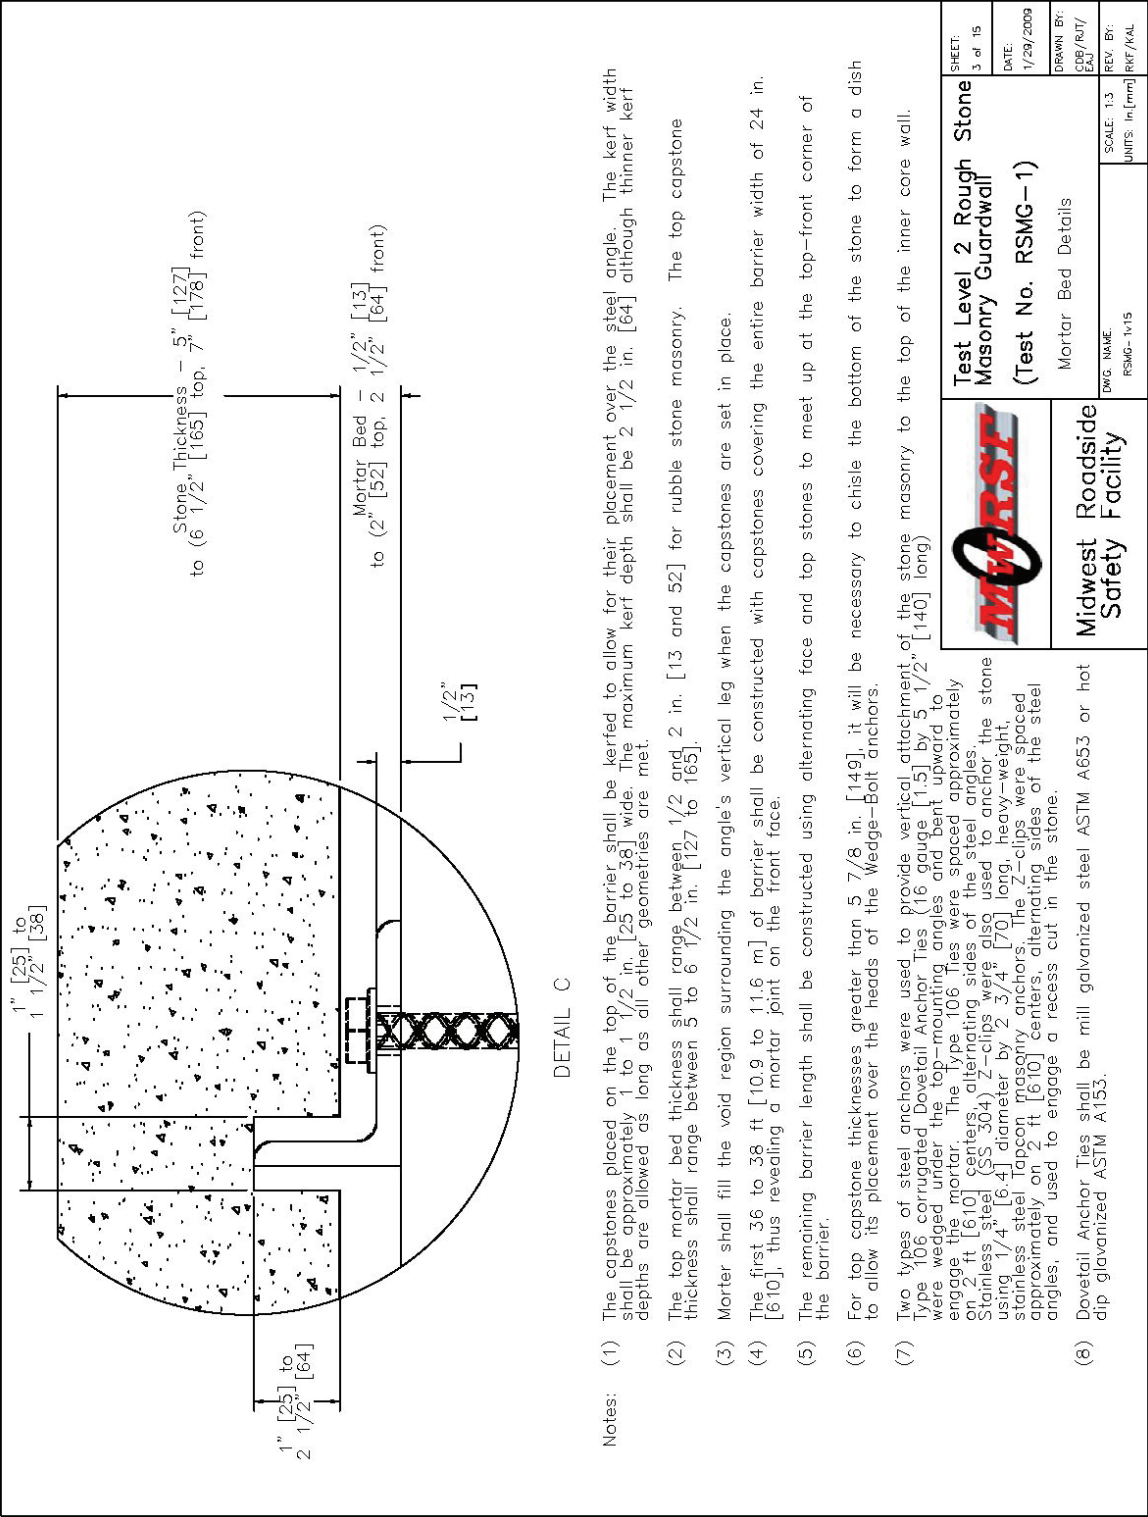 1" [25] to
1 1/2" [38]
1" [25] to
2 1/2" [64]
Stone Thickness - 5" [127]
to (6 1/2" [165] top, 7" [178] front)
Mortar Bed - 1/2" [13]
to (2" [52] top, 2 1/2" [64] front)
1/2"
[13]
DETAIL C
Notes:
(1) The capstones placed on the top of the barrier shall be kerfed to allow for their placement over the steel angle. The kerf width
shall be approximately 1 to 1 1/2 in. [25 to 38] wide. The maximum kerf depth shall be 2 1/2 in. [64] although thinner kerf
depths are allowed as long as all other geometries are met.
(2) The top mortar bed thickness shall range between 1/2 and 2 in. [13 and 52] for rubble stone masonry. The top capstone
thickness shall range between 5 to 6 1/2 in. [127 to 165].
(3) Morter shall fill the void region surrounding the angle's vertical leg when the capstones are set in place.
(4) The first 36 to 38 ft [10.9 to 11.6 m] of barrier shall be constructed with capstones covering the entire barrier width of 24 in.
[610], thus revealing a mortar joint on the front face.
(5) The remaining barrier length shall be constructed using alternating face and top stones to meet up at the top-front corner of
the barrier.
(6) For top capstone thicknesses greater than 5 7/8 in. [149], it will be necessary to chisle the bottom of the stone to form a dish
to allow its placement over the heads of the Wedge-Bolt anchors.
(7) Two types of steel anchors were used to provide vertical attachment of the stone masonry to the top of the inner core wall.
Type 106 corrugated Dovetail Anchor Ties (16 gauge [1.5] by 5 1/2" [140] long)
were wedged under the top-mounting angles and bent upward to
engage the mortar. The Type 106 Ties were spaced approximately
on 2 ft [610] centers, alternating sides of the steel angles.
Stainless steel (SS 304) Z-clips were also used to anchor the stone
using 1/4" [6.4] diameter by 2 3/4" [70] long, heavy-weight,
stainless steel Tapcon masonry anchors. The Z-clips were spaced
approximately on 2 ft [610] centers, alternating sides of the steel
angles, and used to engage a recess cut in the stone.
(8) Dovetail Anchor Ties shall be mill galvanized steel ASTM A653 or hot
dip glavanized ASTM A153.
MwRSF
Midwest Roadside
Safety Facility
Test Level 2 Rough Stone
Masonry Guardwall
(Test No. RSMG-1)
Mortar Bed Details
DWG. NAME.
RSMG-1v15
SCALE: 1:3
UNITS: In.[mm]
SHEET:
3 of 15
DATE:
1/29/2009
DRAWN BY:
CDB/RJT/
EAJ
REV. BY:
RKF/KAL